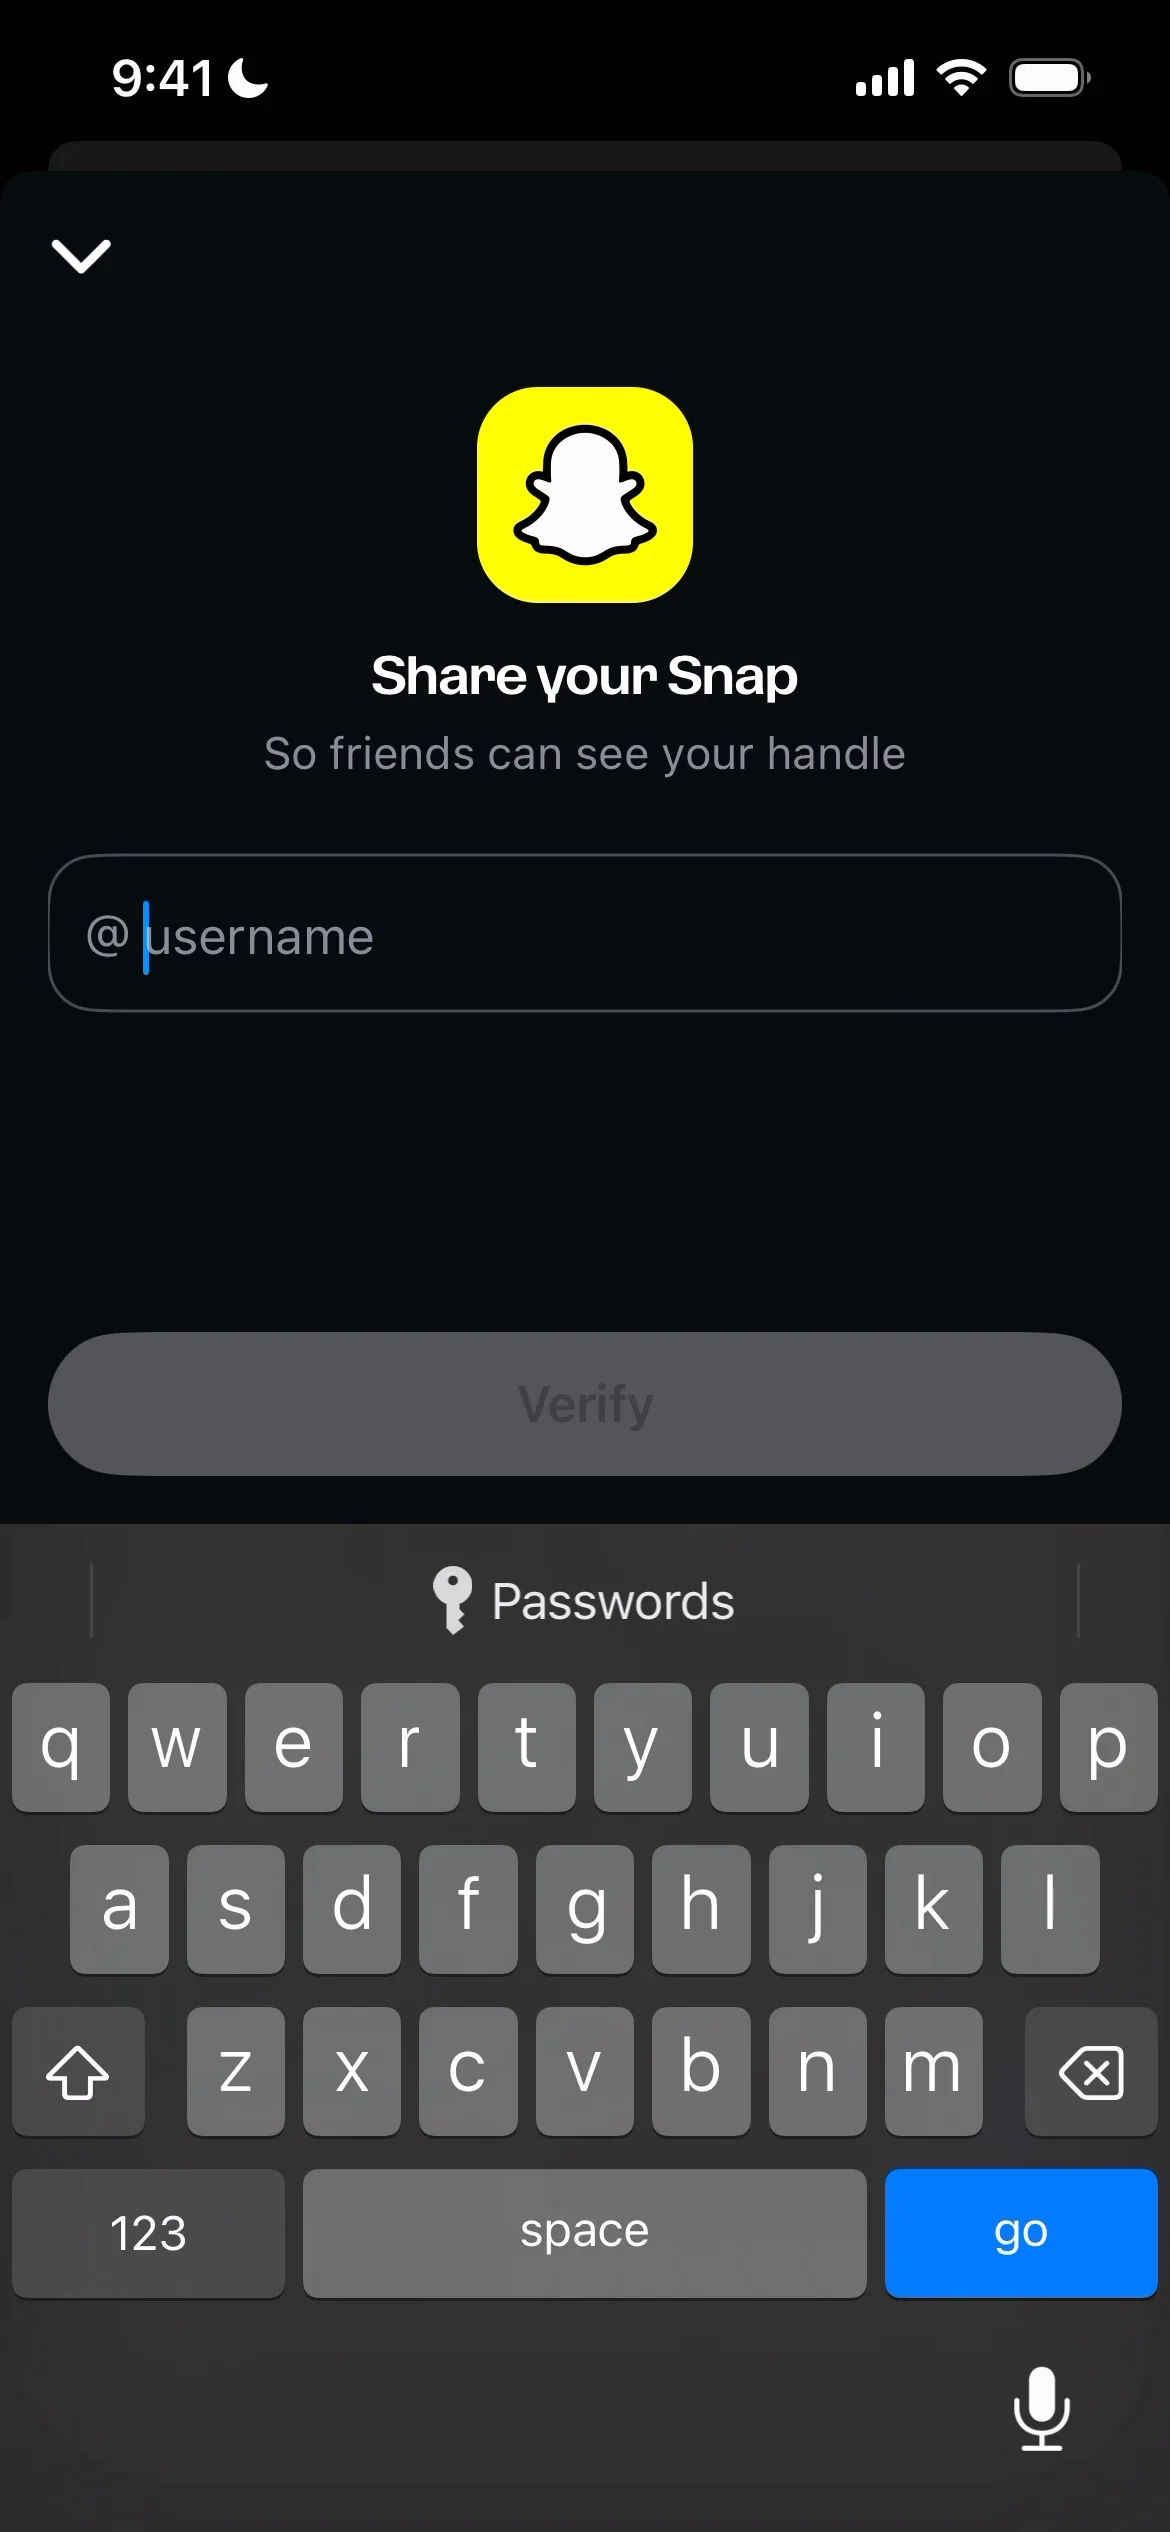 9:41
Share your Snap
So friends can see your handle
@ username
Verify
Passwords
q w e r t y u i o p
a s d f g h j k l
z x c v b n m
123 space go